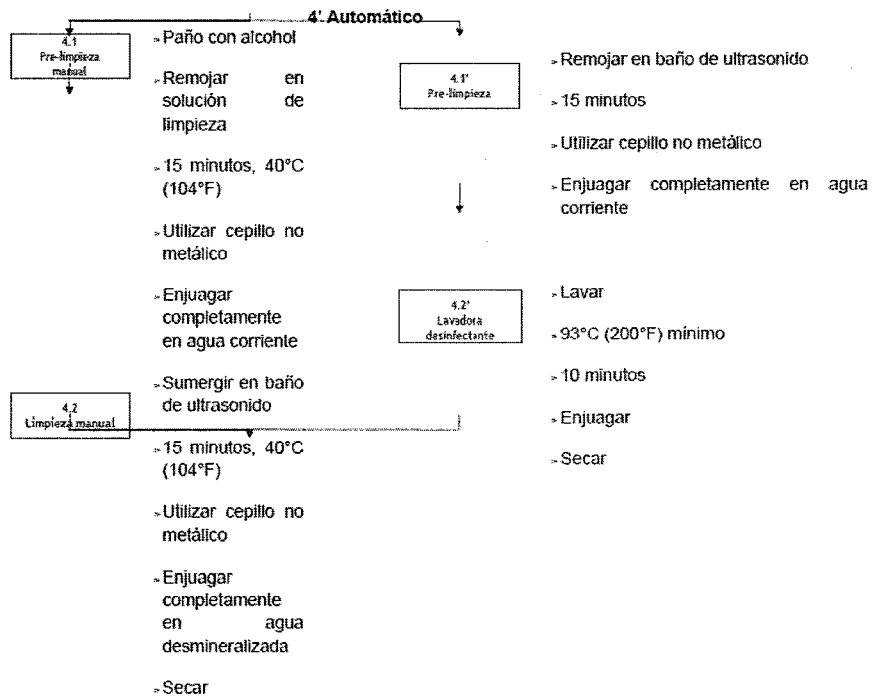 4' Automático
4.1
Pre-limpieza
manual
» Paño con alcohol
» Remojar en
solución de
limpieza
» 15 minutos, 40°C
(104°F)
» Utilizar cepillo no
metálico
» Enjuagar
completamente
en agua corriente
4.2
Limpieza manual
» Sumergir en baño
de ultrasonido
» 15 minutos, 40°C
(104°F)
» Utilizar cepillo no
metálico
» Enjuagar
completamente
en agua
desmineralizada
» Secar
4.1'
Pre-limpieza
» Remojar en baño de ultrasonido
» 15 minutos
» Utilizar cepillo no metálico
» Enjuagar completamente en agua
corriente
4.2'
Lavadora
desinfectante
» Lavar
» 93°C (200°F) mínimo
» 10 minutos
» Enjuagar
» Secar